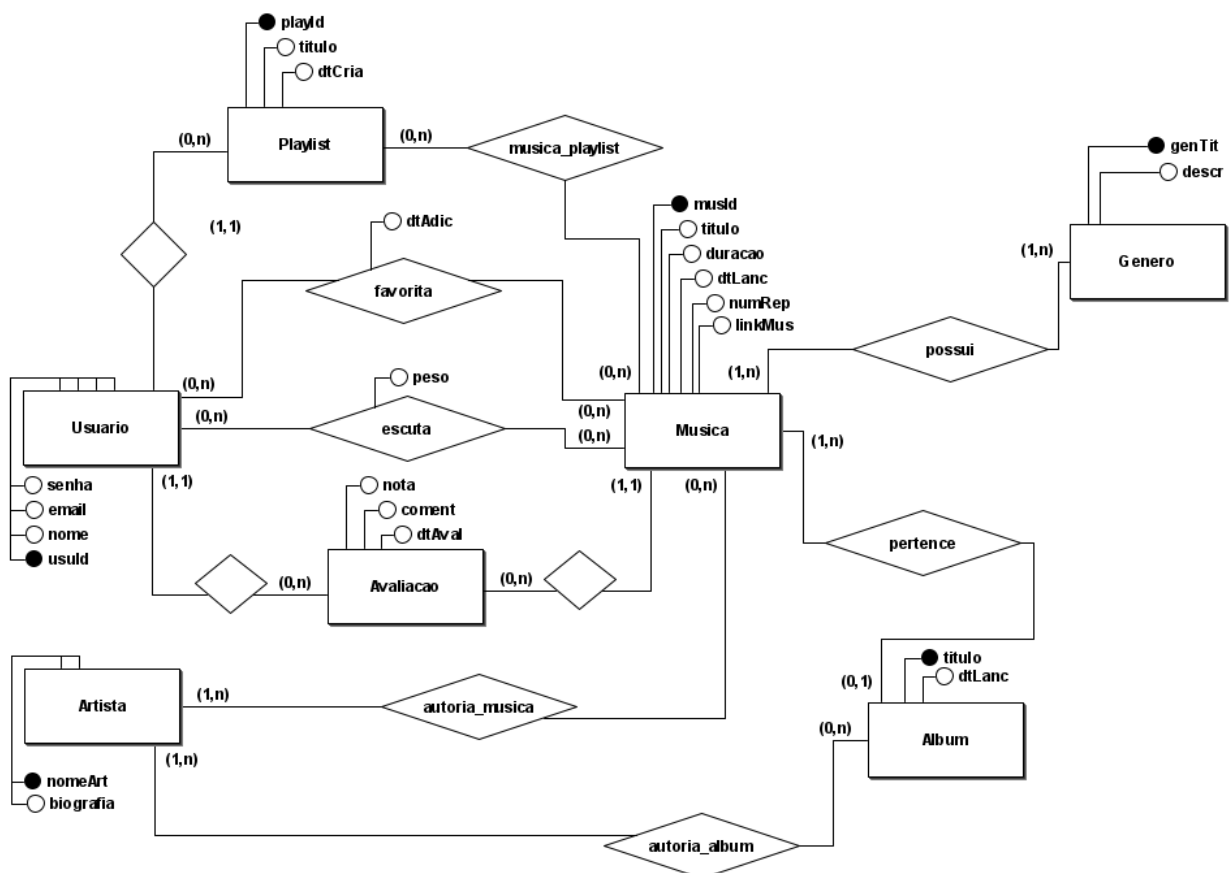 playId
titulo
dtCria
(0,n)
Playlist
(0,n)
musica_playlist
genTit
descr
musId
titulo
duracao
dtLanc
numRep
linkMus
(1,1)
dtAdic
favorita
(1,n)
Genero
possui
(0,n)
(1,n)
(0,n)
peso
(0,n)
Usuario
(0,n)
escuta
(0,n)
Musica
(1,n)
(1,1)
(1,1)
(0,n)
senha
email
nome
usuId
nota
coment
dtAval
(0,n)
Avaliacao
(0,n)
pertence
titulo
dtLanc
(0,1)
(0,n)
Album
Artista
(1,n)
autoria_musica
(1,n)
nomeArt
biografia
autoria_album